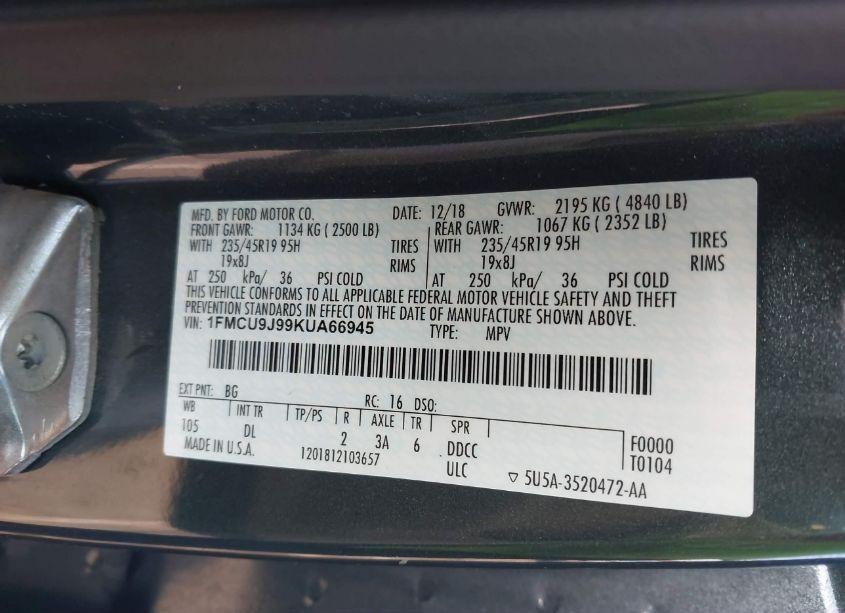 MFD. BY FORD MOTOR CO. DATE: 12/18 GVWR: 2195 KG ( 4840 LB)
FRONT GAWR: 1134 KG ( 2500 LB) REAR GAWR: 1067 KG ( 2352 LB)
WITH 235/45R19 95H TIRES WITH 235/45R19 95H TIRES
19x8J RIMS 19x8J RIMS
AT 250 kPa/ 36 PSI COLD AT 250 kPa/ 36 PSI COLD
THIS VEHICLE CONFORMS TO ALL APPLICABLE FEDERAL MOTOR VEHICLE SAFETY AND THEFT
PREVENTION STANDARDS IN EFFECT ON THE DATE OF MANUFACTURE SHOWN ABOVE.
VIN: 1FMCU9J99KUA66945 TYPE: MPV
EXT PNT: BG RC: 16 DSO:
WB INT TR TP/PS R AXLE TR SPR
105 DL 2 3A 6 DDCC F0000
MADE IN U.S.A. 1201812103657 ULC T0104
5U5A-3520472-AA